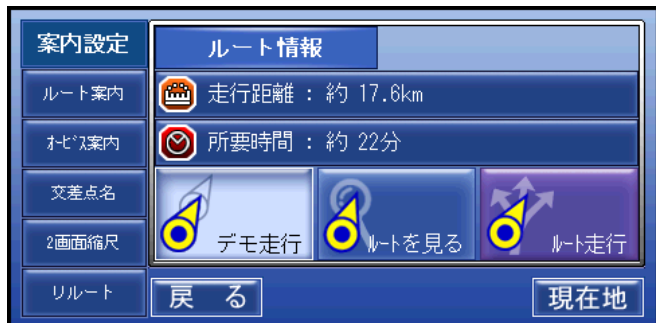 案内設定
ルート案内
ｵｰﾋﾞｽ案内
交差点名
2画面縮尺
リルート
ルート情報
走行距離 : 約 17.6km
所要時間 : 約 22分
デモ走行
ﾙｰﾄを見る
ﾙｰﾄ走行
戻 る
現在地